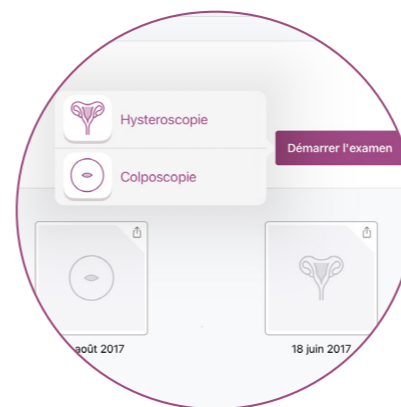 Hysteroscopie
Démarrer l'examen
Colposcopie
août 2017
18 juin 2017